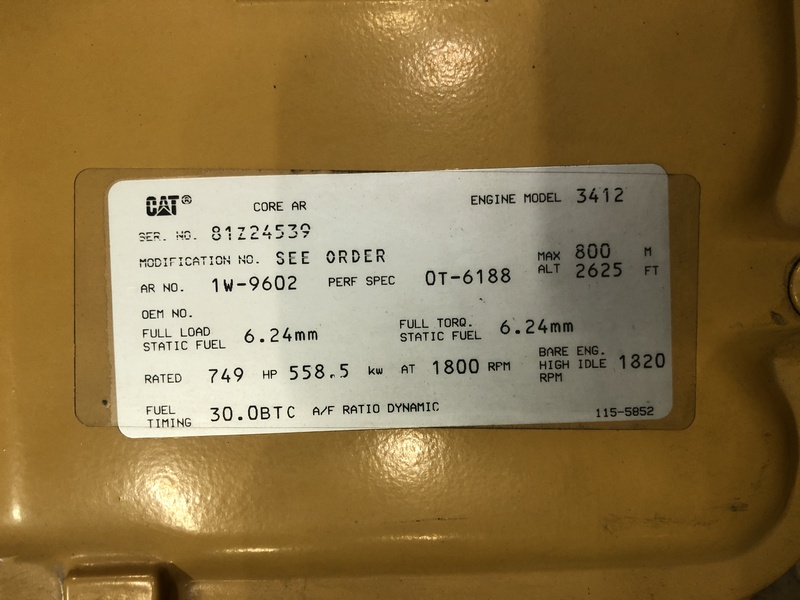 CAT® CORE AR ENGINE MODEL 3412
SER. NO. 81Z24539
MODIFICATION NO. SEE ORDER MAX ALT 800 M 2625 FT
AR NO. 1W-9602 PERF SPEC 0T-6188
OEM NO.
FULL LOAD STATIC FUEL 6.24mm FULL TORQ. STATIC FUEL 6.24mm
RATED 749 HP 558.5 kw AT 1800 RPM BARE ENG. HIGH IDLE RPM 1820
FUEL TIMING 30.0BTC A/F RATIO DYNAMIC 115-5852